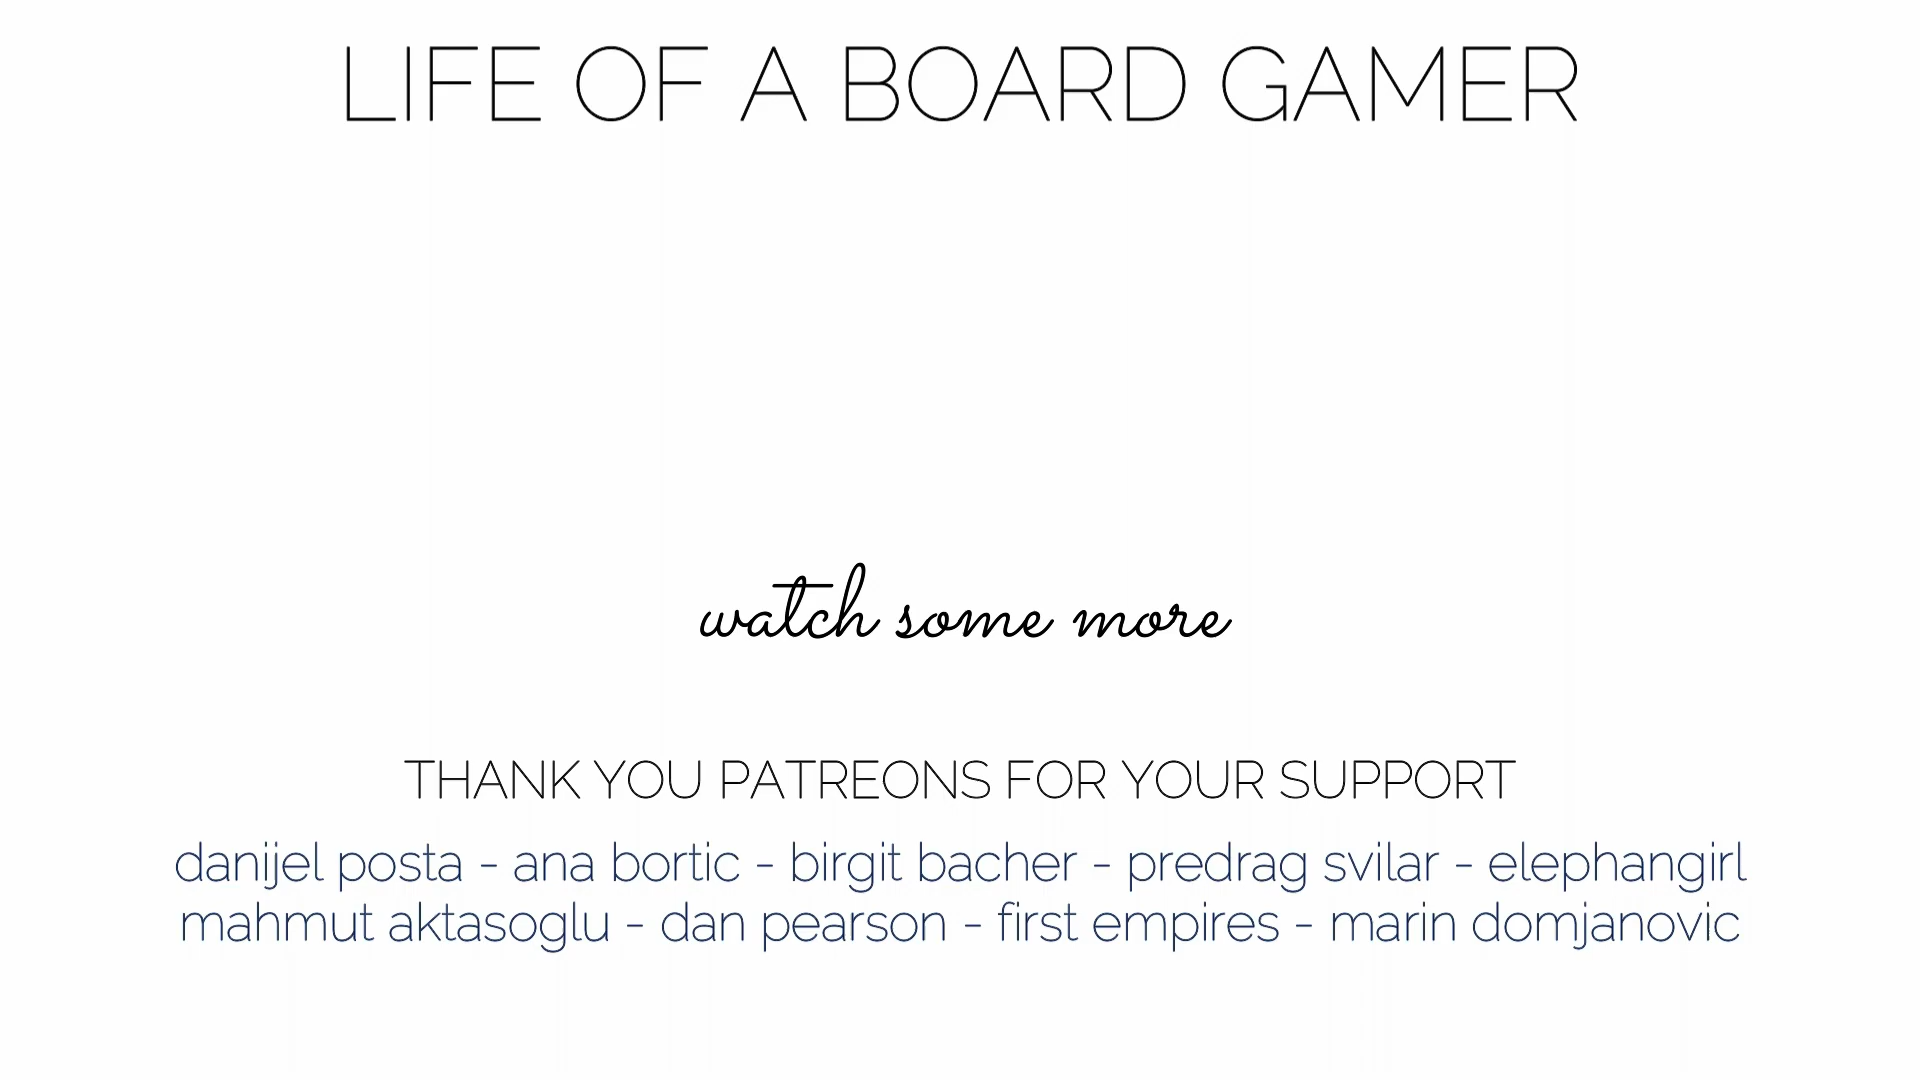 LIFE OF A BOARD GAMER
watch some more
THANK YOU PATREONS FOR YOUR SUPPORT
danijel posta - ana bortic - birgit bacher - predrag svilar - elephangirl
mahmut aktasoglu - dan pearson - first empires - marin domjanovic